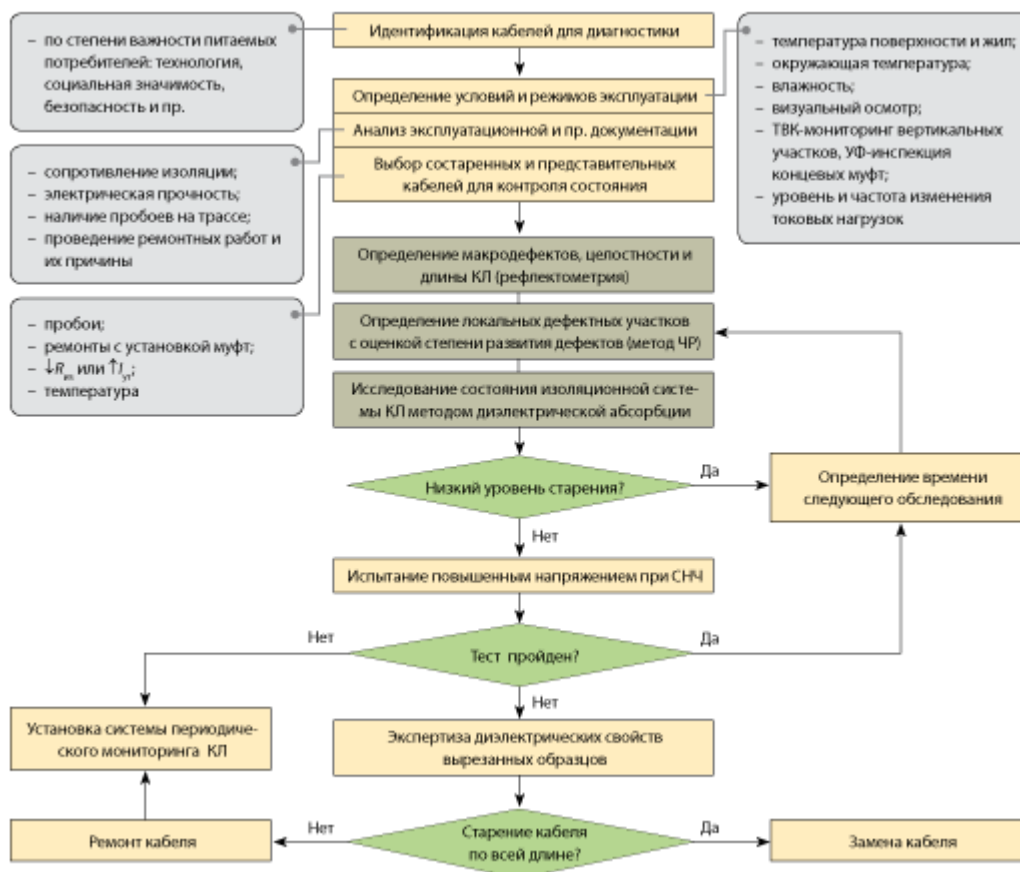 Идентификация кабелей для диагностики
– по степени важности питаемых
потребителей: технология,
социальная значимость,
безопасность и пр.
– температура поверхности и жил;
– окружающая температура;
– влажность;
– визуальный осмотр;
– ТВК-мониторинг вертикальных
участков, УФ-инспекция
концевых муфт;
– уровень и частота изменения
токовых нагрузок
Определение условий и режимов эксплуатации
Анализ эксплуатационной и пр. документации
Выбор состаренных и представительных
кабелей для контроля состояния
– сопротивление изоляции;
– электрическая прочность;
– наличие пробоев на трассе;
– проведение ремонтных работ и
их причины
– пробои;
– ремонты с установкой муфт;
– ↓Rиз или ↑Iут;
– температура
Определение макродефектов, целостности и
длины КЛ (рефлектометрия)
Определение локальных дефектных участков
с оценкой степени развития дефектов (метод ЧР)
Исследование состояния изоляционной систе-
мы КЛ методом диэлектрической абсорбции
Низкий уровень старения?
Да
Определение времени
следующего обследования
Нет
Испытание повышенным напряжением при СНЧ
Нет
Тест пройден?
Да
Нет
Установка системы периодиче-
ского мониторинга КЛ
Экспертиза диэлектрических свойств
вырезанных образцов
Ремонт кабеля
Нет
Старение кабеля
по всей длине?
Да
Замена кабеля